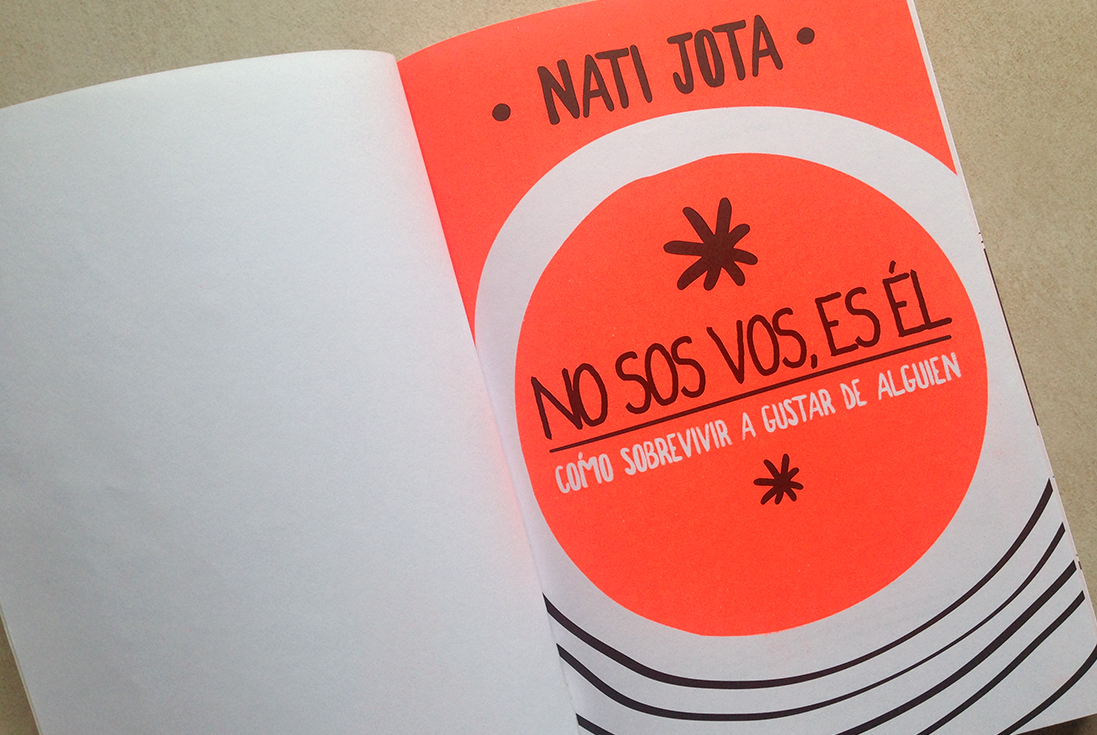 • NATI JOTA •
NO SOS VOS, ES ÉL
CÓMO SOBREVIVIR A GUSTAR DE ALGUIEN